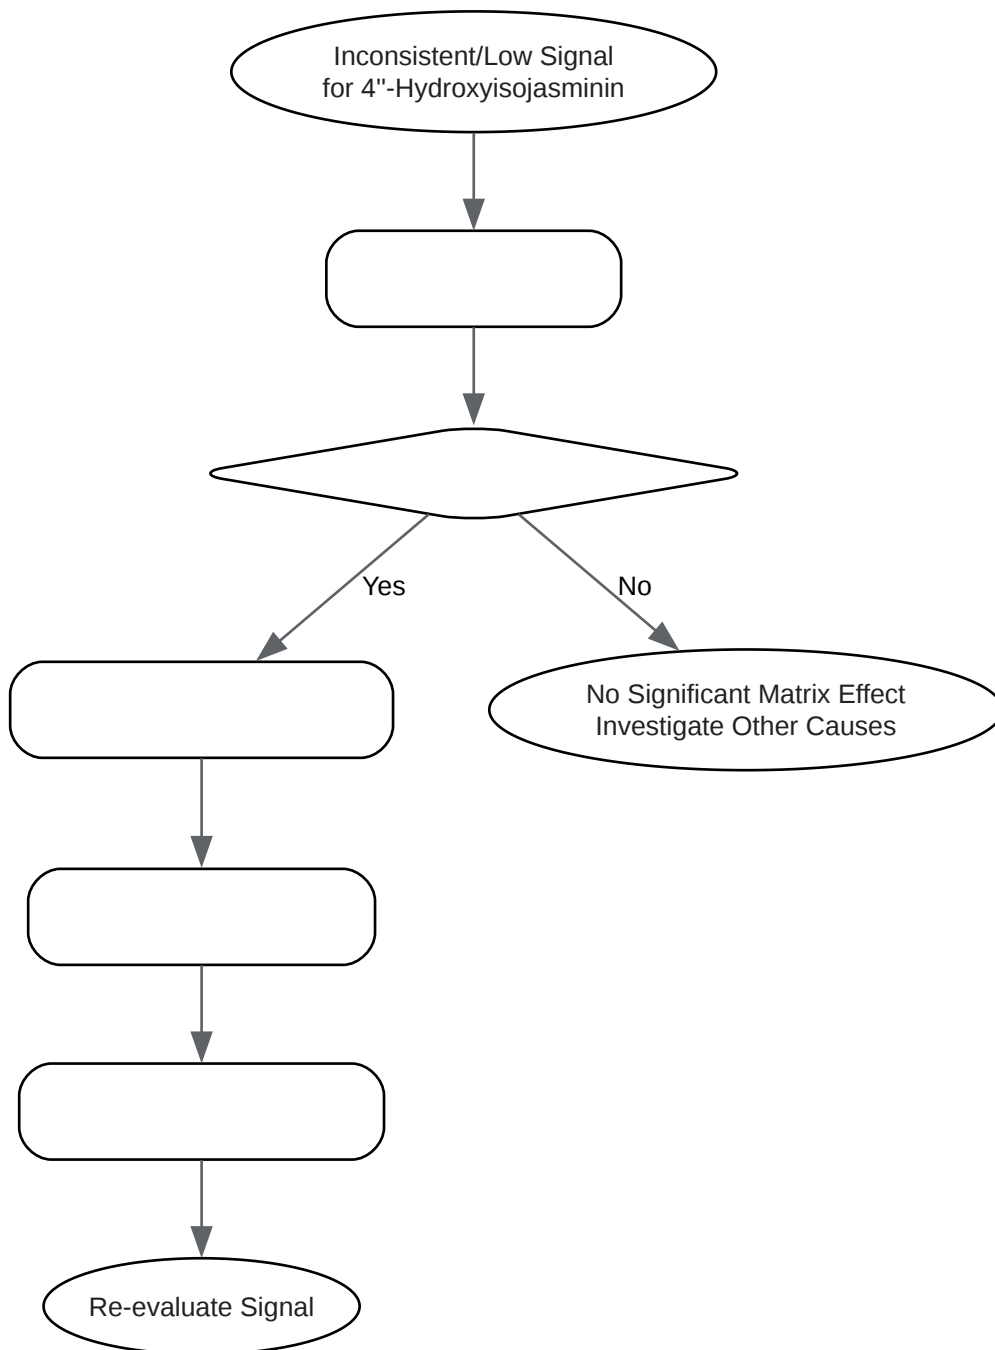 Inconsistent/Low Signal
for 4''-Hydroxyisojasminin
Yes
No
No Significant Matrix Effect
Investigate Other Causes
Re-evaluate Signal